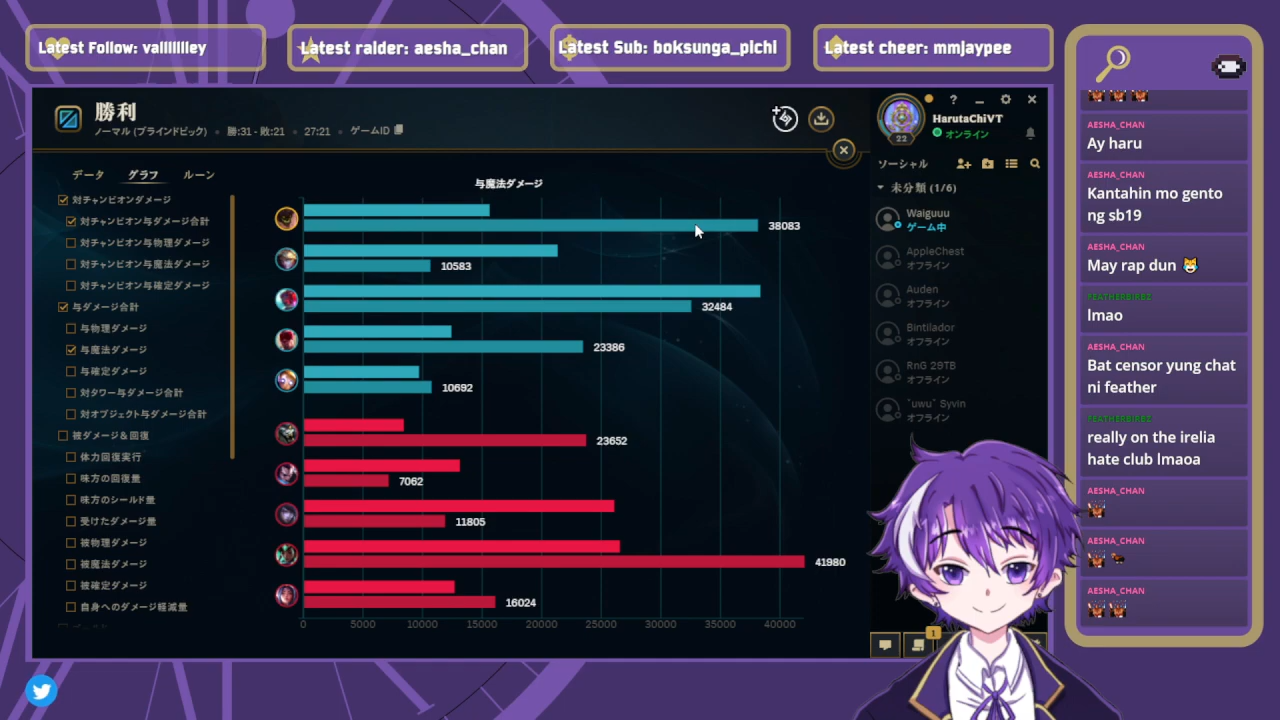 Latest Follow: vallllllley
Latest raider: aesha_chan
Latest Sub: boksunga_pichi
Latest cheer: mmjaypee
勝利
ノーマル (ブラインドピック) • 勝:31 - 敗:21 • 27:21 • ゲームID
データ グラフ ルーン
対チャンピオンダメージ
対チャンピオン与ダメージ合計
対チャンピオン与物理ダメージ
対チャンピオン与魔法ダメージ
対チャンピオン与確定ダメージ
与ダメージ合計
与物理ダメージ
与魔法ダメージ
与確定ダメージ
対タワー与ダメージ合計
対オブジェクト与ダメージ合計
被ダメージ&回復
体力回復実行
味方の回復量
味方のシールド量
受けたダメージ量
被物理ダメージ
被魔法ダメージ
被確定ダメージ
自身へのダメージ軽減量
与魔法ダメージ
38083
10583
32484
23386
10692
23652
7062
11805
41980
16024
0 5000 10000 15000 20000 25000 30000 35000 40000
?
22
HarutaChiVT
オンライン
ソーシャル
未分類 (1/6)
Waiguuu
ゲーム中
AppleChest
オフライン
Auden
オフライン
Bintilador
オフライン
RnG 29TB
オフライン
˘uwu˘ Syvin
オフライン
1
AESHA_CHAN
Ay haru
AESHA_CHAN
Kantahin mo gento
ng sb19
AESHA_CHAN
May rap dun
FEATHERBIRBZ
lmao
AESHA_CHAN
Bat censor yung chat
ni feather
FEATHERBIRBZ
really on the irelia
hate club lmaoa
AESHA_CHAN
AESHA_CHAN
AESHA_CHAN